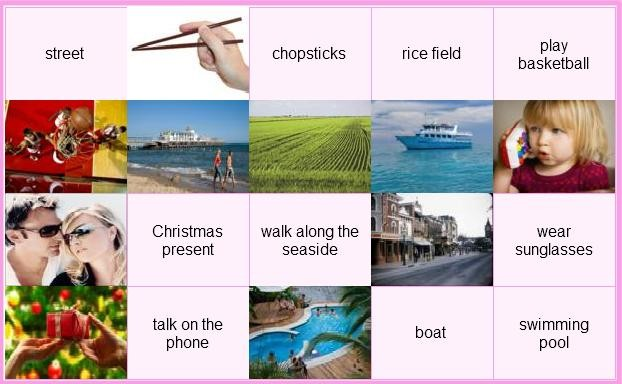 street
chopsticks
rice field
play
basketball
Christmas
present
walk along the
seaside
wear
sunglasses
talk on the
phone
boat
swimming
pool